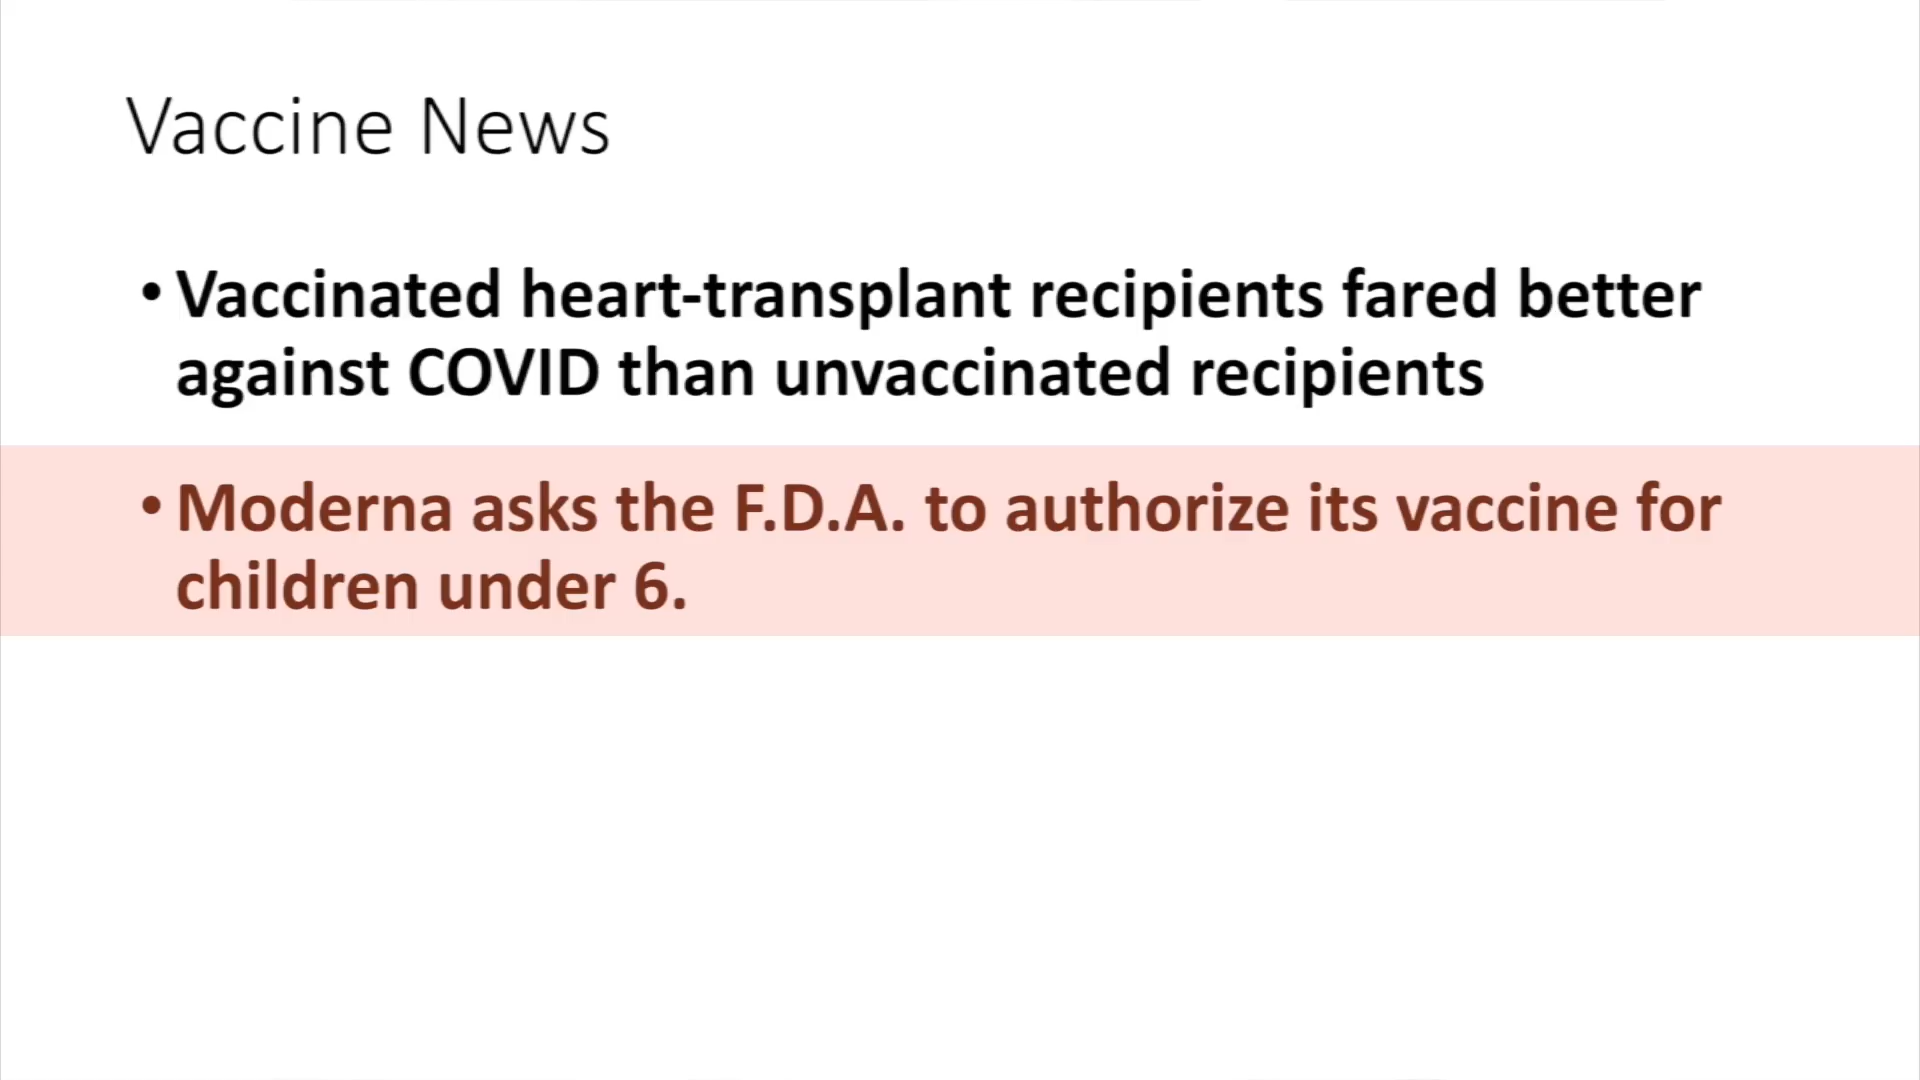 Vaccine News
• Vaccinated heart-transplant recipients fared better
against COVID than unvaccinated recipients
• Moderna asks the F.D.A. to authorize its vaccine for
children under 6.